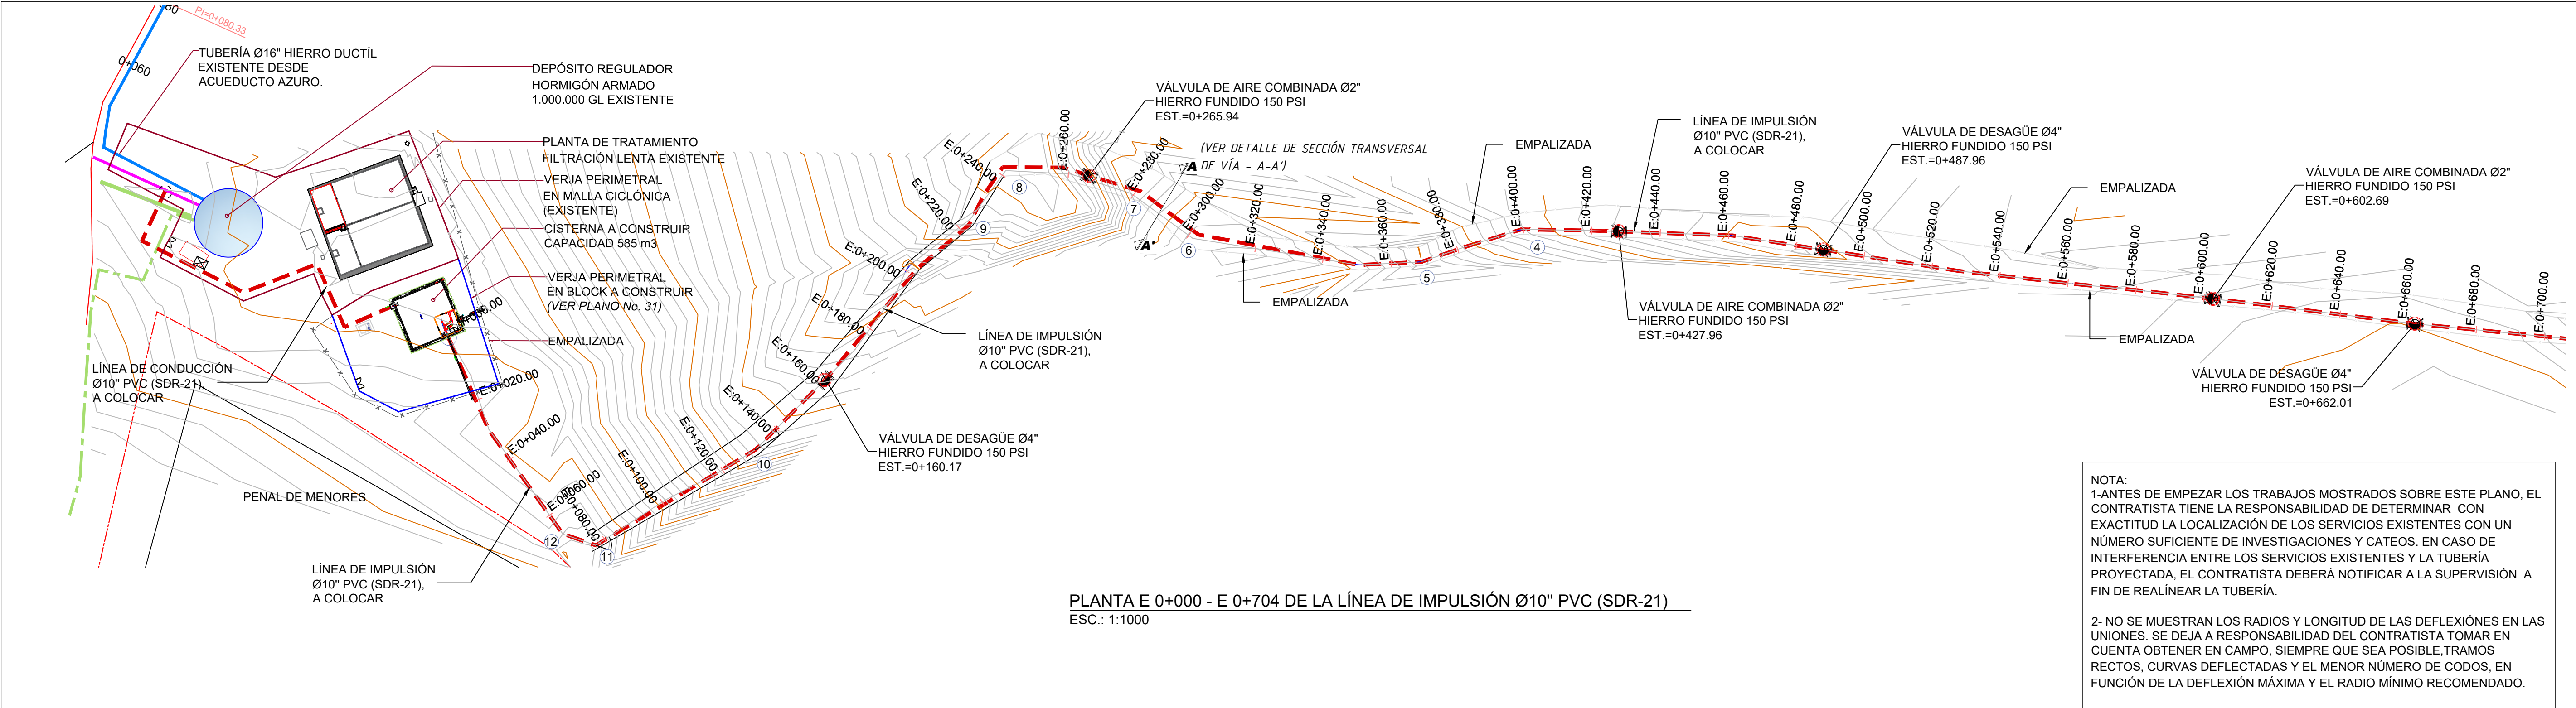 PI=0+080.33
0+060
TUBERÍA Ø16" HIERRO DUCTÍL
EXISTENTE DESDE
ACUEDUCTO AZURO.
DEPÓSITO REGULADOR
HORMIGÓN ARMADO
1.000.000 GL EXISTENTE
PLANTA DE TRATAMIENTO
FILTRACIÓN LENTA EXISTENTE
VERJA PERIMETRAL
EN MALLA CICLÓNICA
(EXISTENTE)
CISTERNA A CONSTRUIR
CAPACIDAD 585 m3
VERJA PERIMETRAL
EN BLOCK A CONSTRUIR
(VER PLANO No. 31)
EMPALIZADA
LÍNEA DE CONDUCCIÓN
Ø10" PVC (SDR-21),
A COLOCAR
PENAL DE MENORES
LÍNEA DE IMPULSIÓN
Ø10" PVC (SDR-21),
A COLOCAR
E:0+020.00
E:0+040.00
E:0+060.00
E:0+080.00
12
11
E:0+100.00
E:0+120.00
E:0+140.00
10
E:0+160.00
E:0+180.00
E:0+200.00
E:0+220.00
9
E:0+240.00
8
E:0+260.00
VÁLVULA DE DESAGÜE Ø4"
HIERRO FUNDIDO 150 PSI
EST.=0+160.17
LÍNEA DE IMPULSIÓN
Ø10" PVC (SDR-21),
A COLOCAR
VÁLVULA DE AIRE COMBINADA Ø2"
HIERRO FUNDIDO 150 PSI
EST.=0+265.94
(VER DETALLE DE SECCIÓN TRANSVERSAL
DE VÍA - A-A')
A
A'
E:0+280.00
7
E:0+300.00
6
E:0+320.00
E:0+340.00
E:0+360.00
5
E:0+380.00
E:0+400.00
4
E:0+420.00
E:0+440.00
E:0+460.00
E:0+480.00
E:0+500.00
E:0+520.00
E:0+540.00
E:0+560.00
E:0+580.00
E:0+600.00
E:0+620.00
E:0+640.00
E:0+660.00
E:0+680.00
E:0+700.00
EMPALIZADA
EMPALIZADA
LÍNEA DE IMPULSIÓN
Ø10" PVC (SDR-21),
A COLOCAR
VÁLVULA DE AIRE COMBINADA Ø2"
HIERRO FUNDIDO 150 PSI
EST.=0+427.96
VÁLVULA DE DESAGÜE Ø4"
HIERRO FUNDIDO 150 PSI
EST.=0+487.96
EMPALIZADA
EMPALIZADA
VÁLVULA DE AIRE COMBINADA Ø2"
HIERRO FUNDIDO 150 PSI
EST.=0+602.69
VÁLVULA DE DESAGÜE Ø4"
HIERRO FUNDIDO 150 PSI
EST.=0+662.01
PLANTA E 0+000 - E 0+704 DE LA LÍNEA DE IMPULSIÓN Ø10" PVC (SDR-21)
ESC.: 1:1000
NOTA:
1-ANTES DE EMPEZAR LOS TRABAJOS MOSTRADOS SOBRE ESTE PLANO, EL
CONTRATISTA TIENE LA RESPONSABILIDAD DE DETERMINAR CON
EXACTITUD LA LOCALIZACIÓN DE LOS SERVICIOS EXISTENTES CON UN
NÚMERO SUFICIENTE DE INVESTIGACIONES Y CATEOS. EN CASO DE
INTERFERENCIA ENTRE LOS SERVICIOS EXISTENTES Y LA TUBERÍA
PROYECTADA, EL CONTRATISTA DEBERÁ NOTIFICAR A LA SUPERVISIÓN A
FIN DE REALÍNEAR LA TUBERÍA.
2- NO SE MUESTRAN LOS RADIOS Y LONGITUD DE LAS DEFLEXIÓNES EN LAS
UNIONES. SE DEJA A RESPONSABILIDAD DEL CONTRATISTA TOMAR EN
CUENTA OBTENER EN CAMPO, SIEMPRE QUE SEA POSIBLE,TRAMOS
RECTOS, CURVAS DEFLECTADAS Y EL MENOR NÚMERO DE CODOS, EN
FUNCIÓN DE LA DEFLEXIÓN MÁXIMA Y EL RADIO MÍNIMO RECOMENDADO.